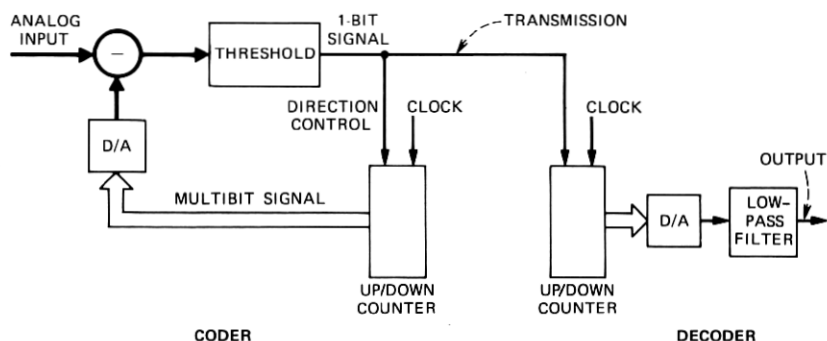 ANALOG
INPUT
−
THRESHOLD
1-BIT
SIGNAL
TRANSMISSION
DIRECTION
CONTROL
CLOCK
CLOCK
D/A
MULTIBIT SIGNAL
UP/DOWN
COUNTER
UP/DOWN
COUNTER
D/A
LOW-
PASS
FILTER
OUTPUT
CODER
DECODER